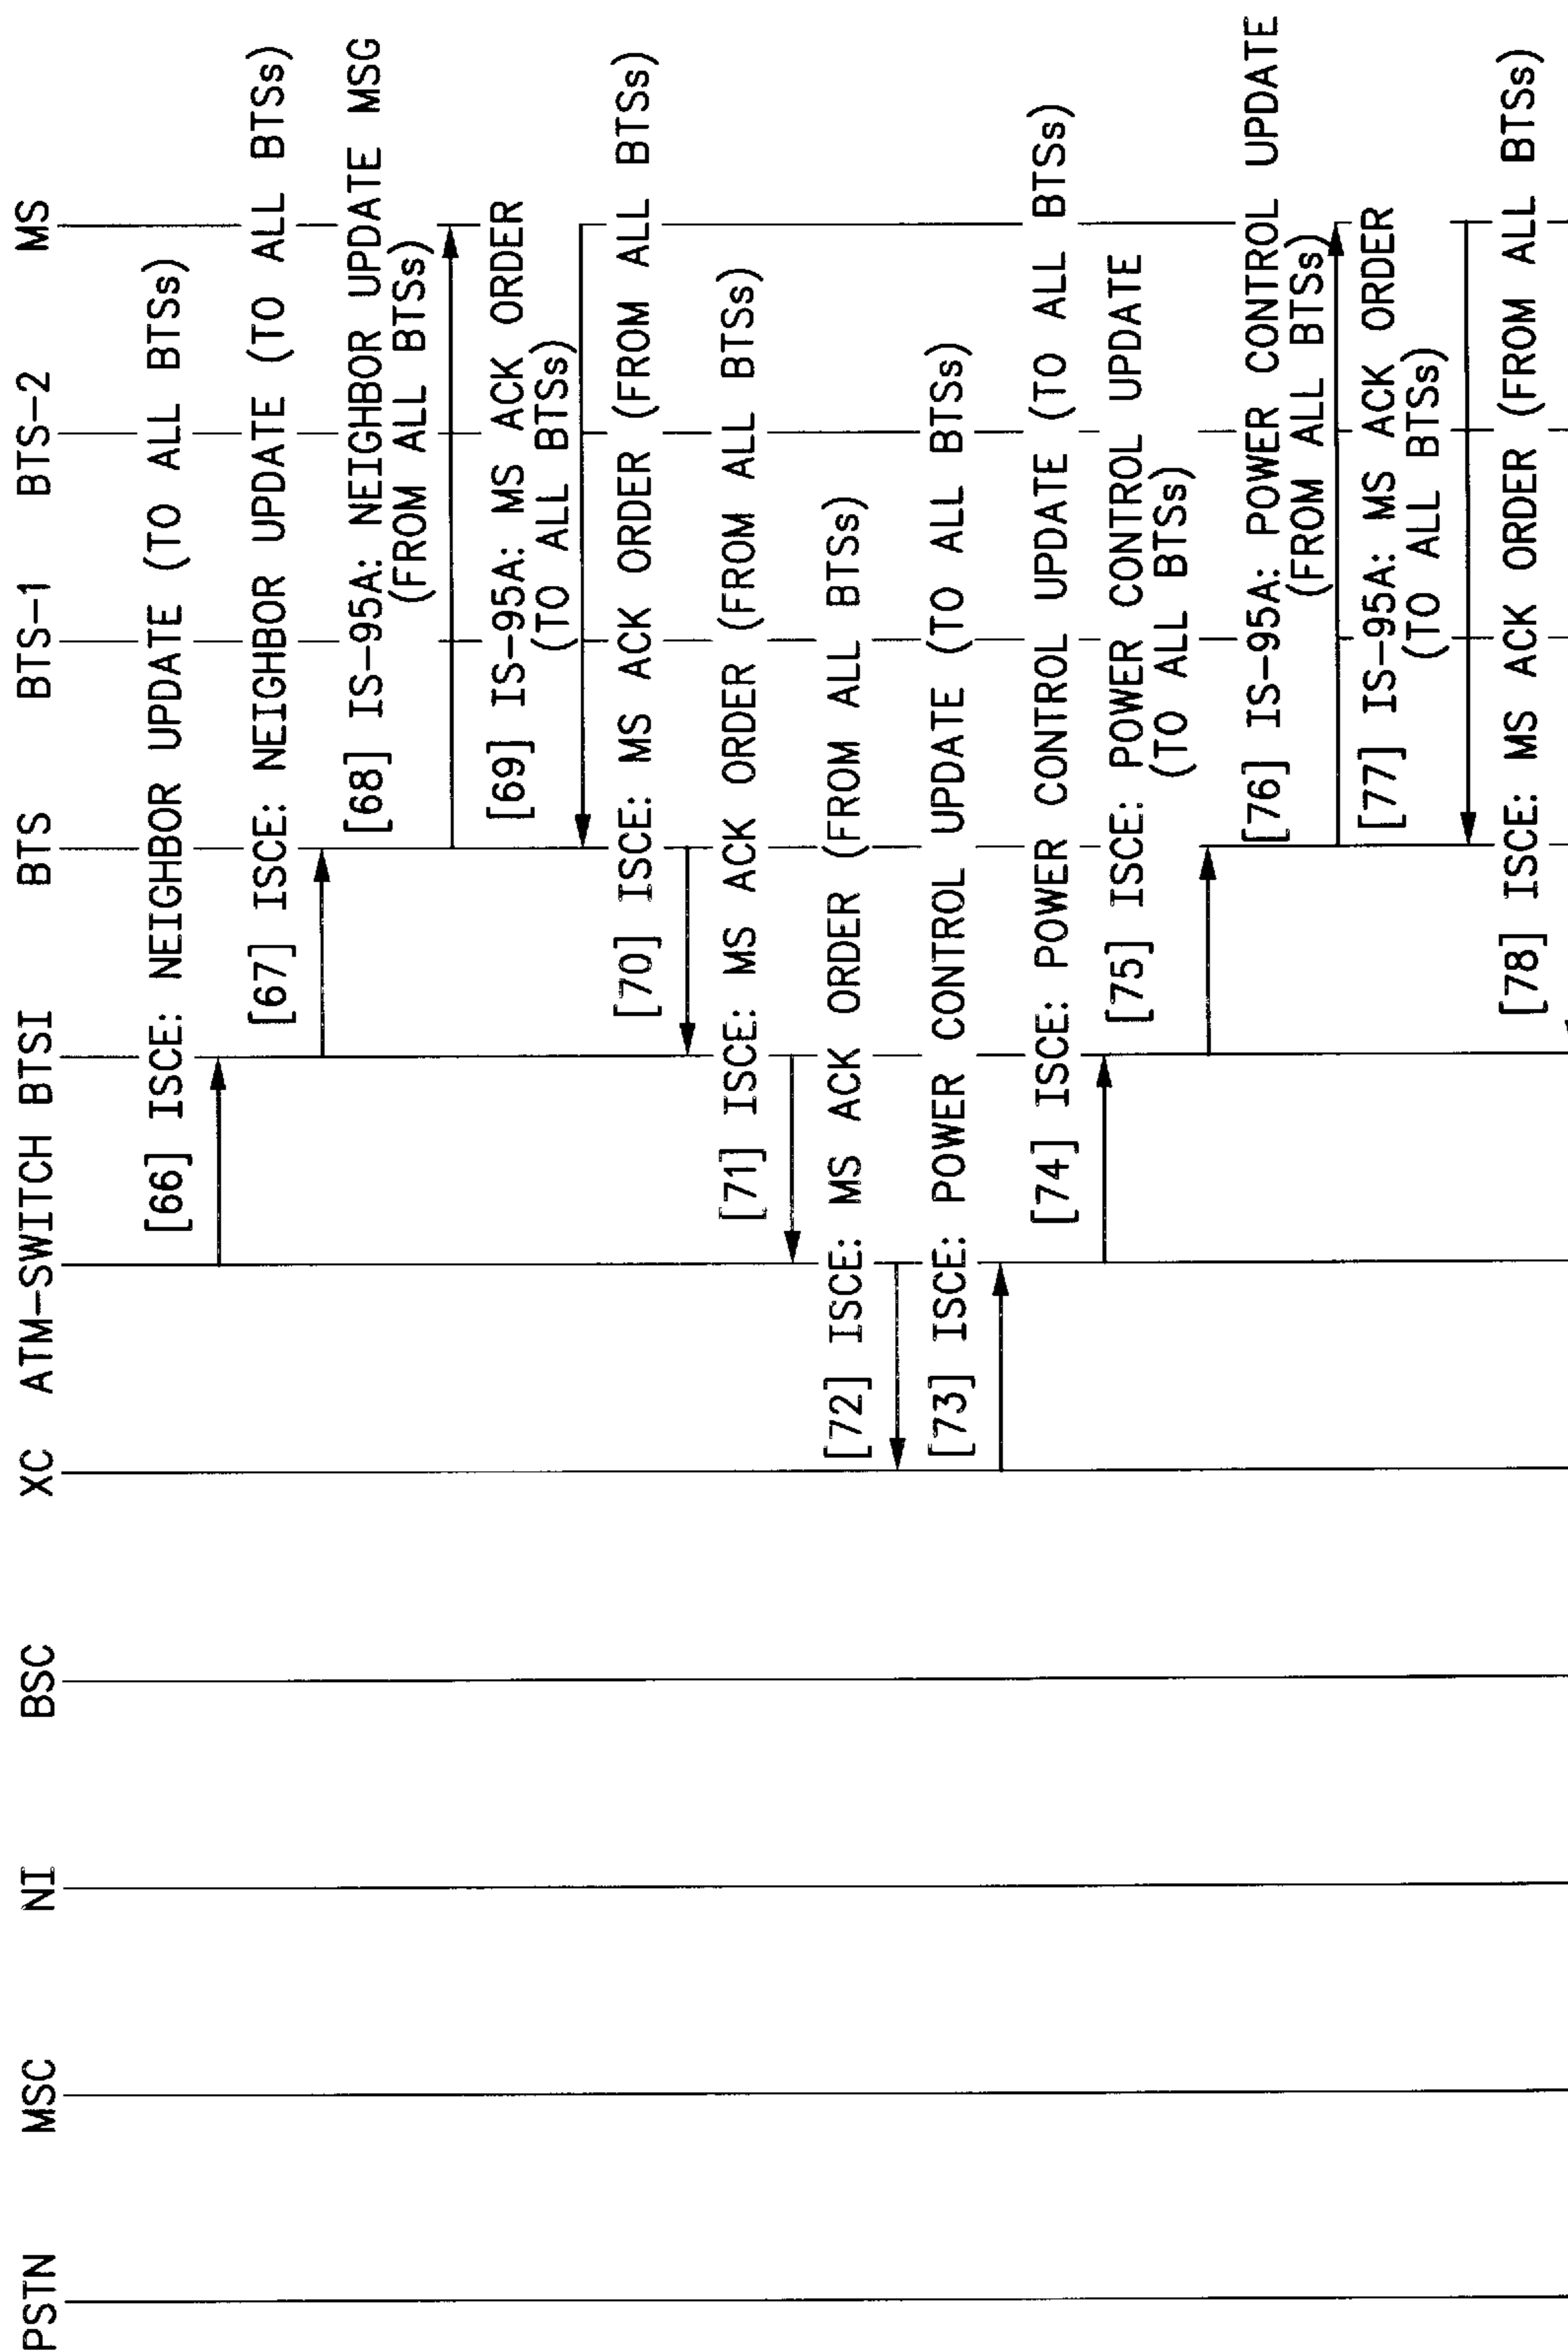 PSTN MSC NI BSC XC ATM-SWITCH BTSI BTS BTS-1 BTS-2 MS
[66] ISCE: NEIGHBOR UPDATE (TO ALL BTSs)
[67] ISCE: NEIGHBOR UPDATE (TO ALL BTSs)
[68] IS-95A: NEIGHBOR UPDATE MSG
(FROM ALL BTSs)
[69] IS-95A: MS ACK ORDER
(TO ALL BTSs)
[70] ISCE: MS ACK ORDER (FROM ALL BTSs)
[71] ISCE: MS ACK ORDER (FROM ALL BTSs)
[72] ISCE: MS ACK ORDER (FROM ALL BTSs)
[73] ISCE: POWER CONTROL UPDATE (TO ALL BTSs)
[74] ISCE: POWER CONTROL UPDATE (TO ALL BTSs)
[75] ISCE: POWER CONTROL UPDATE
(TO ALL BTSs)
[76] IS-95A: POWER CONTROL UPDATE
(FROM ALL BTSs)
[77] IS-95A: MS ACK ORDER
(TO ALL BTSs)
[78] ISCE: MS ACK ORDER (FROM ALL BTSs)